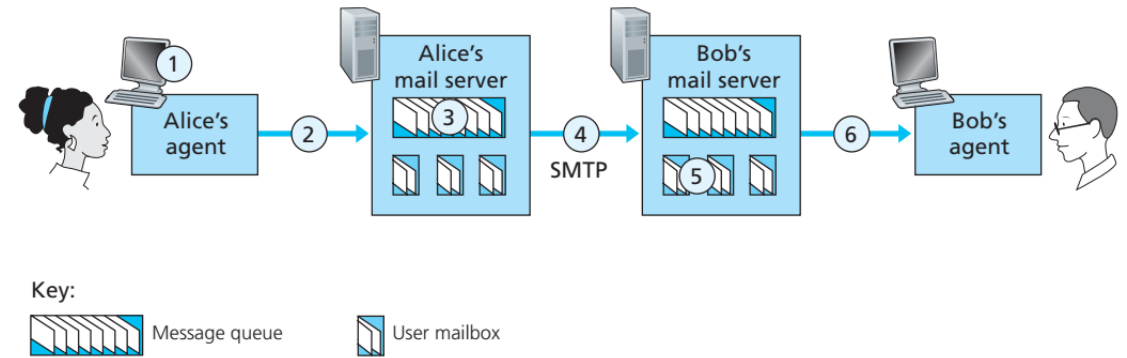 1
Alice's
agent
2
Alice's
mail server
3
4
SMTP
Bob's
mail server
5
6
Bob's
agent
Key:
Message queue
User mailbox